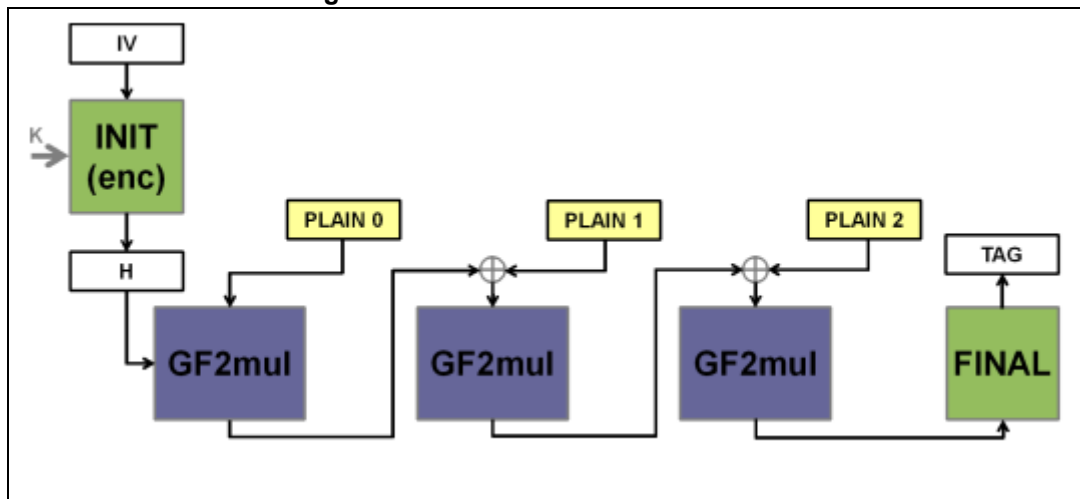 IV
K
INIT
(enc)
PLAIN 0
PLAIN 1
PLAIN 2
H
TAG
GF2mul
GF2mul
GF2mul
FINAL